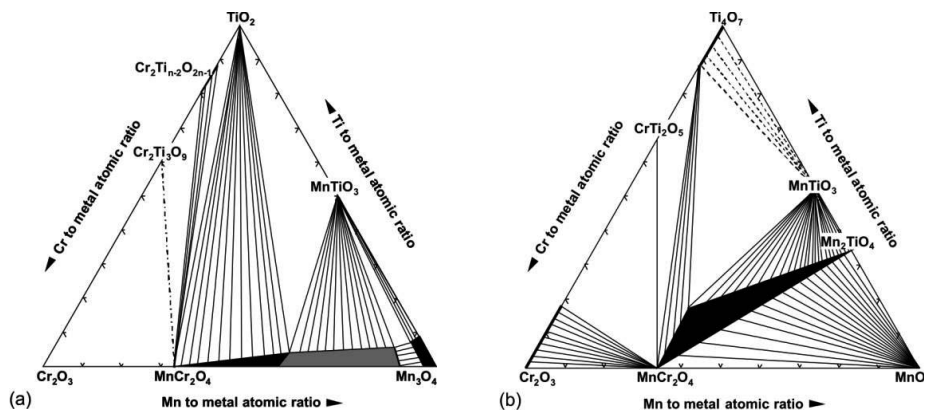 TiO₂
Cr₂Tiₙ₋₂O₂ₙ₋₁
Cr₂Ti₃O₉
MnTiO₃
Cr to metal atomic ratio
Ti to metal atomic ratio
Cr₂O₃
MnCr₂O₄
Mn₃O₄
Mn to metal atomic ratio
(a)
Ti₄O₇
CrTi₂O₅
MnTiO₃
Mn₂TiO₄
Cr to metal atomic ratio
Ti to metal atomic ratio
Cr₂O₃
MnCr₂O₄
MnO
Mn to metal atomic ratio
(b)